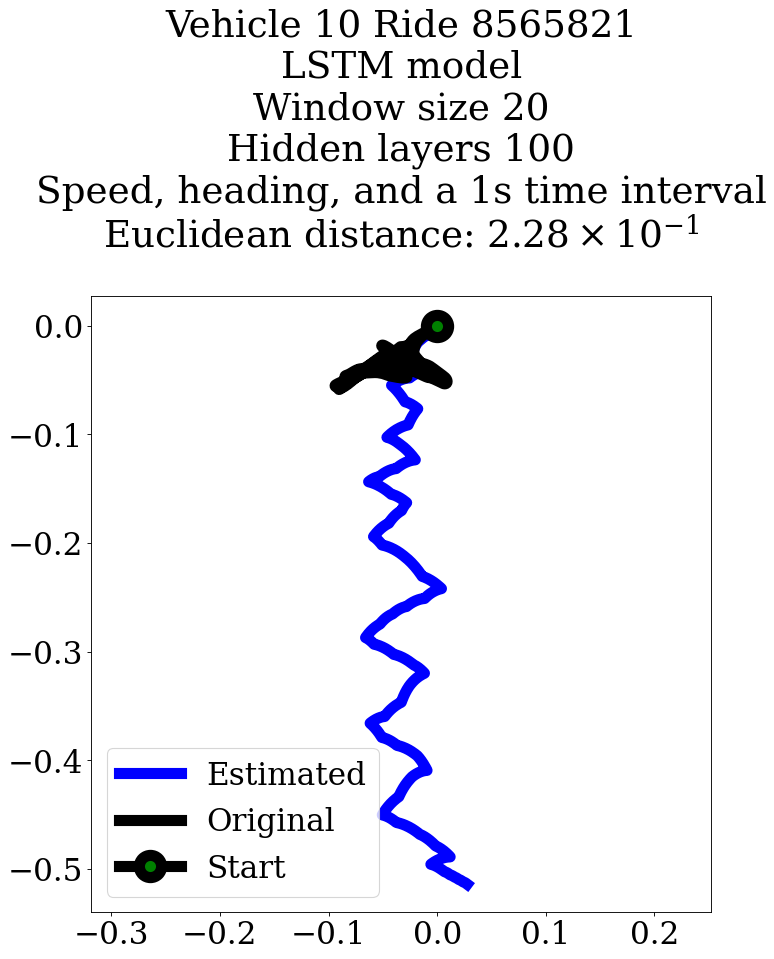 Vehicle 10 Ride 8565821
LSTM model
Window size 20
Hidden layers 100
Speed, heading, and a 1s time interval
Euclidean distance: 2.28 × 10⁻¹
0.0
−0.1
−0.2
−0.3
−0.4
−0.5
Estimated
Original
Start
−0.3 −0.2 −0.1 0.0 0.1 0.2